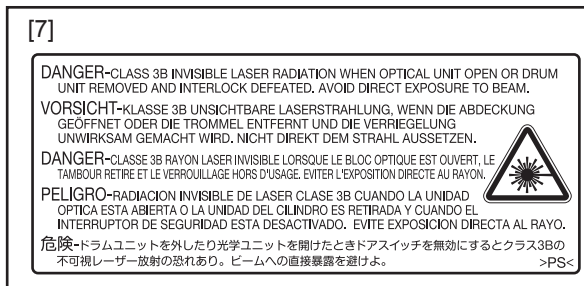 [7]
DANGER-CLASS 3B INVISIBLE LASER RADIATION WHEN OPTICAL UNIT OPEN OR DRUM
UNIT REMOVED AND INTERLOCK DEFEATED. AVOID DIRECT EXPOSURE TO BEAM.
VORSICHT-KLASSE 3B UNSICHTBARE LASERSTRAHLUNG, WENN DIE ABDECKUNG
GEÖFFNET ODER DIE TROMMEL ENTFERNT UND DIE VERRIEGELUNG
UNWIRKSAM GEMACHT WIRD. NICHT DIREKT DEM STRAHL AUSSETZEN.
DANGER-CLASSE 3B RAYON LASER INVISIBLE LORSQUE LE BLOC OPTIQUE EST OUVERT, LE
TAMBOUR RETIRE ET LE VERROUILLAGE HORS D'USAGE. EVITER L'EXPOSITION DIRECTE AU RAYON.
PELIGRO-RADIACION INVISIBLE DE LASER CLASE 3B CUANDO LA UNIDAD
OPTICA ESTA ABIERTA O LA UNIDAD DEL CILINDRO ES RETIRADA Y CUANDO EL
INTERRUPTOR DE SEGURIDAD ESTA DESACTIVADO. EVITE EXPOSICION DIRECTA AL RAYO.
危険-ドラムユニットを外したり光学ユニットを開けたときドアスイッチを無効にするとクラス3Bの
不可視レーザー放射の恐れあり。ビームへの直接暴露を避けよ。 >PS<